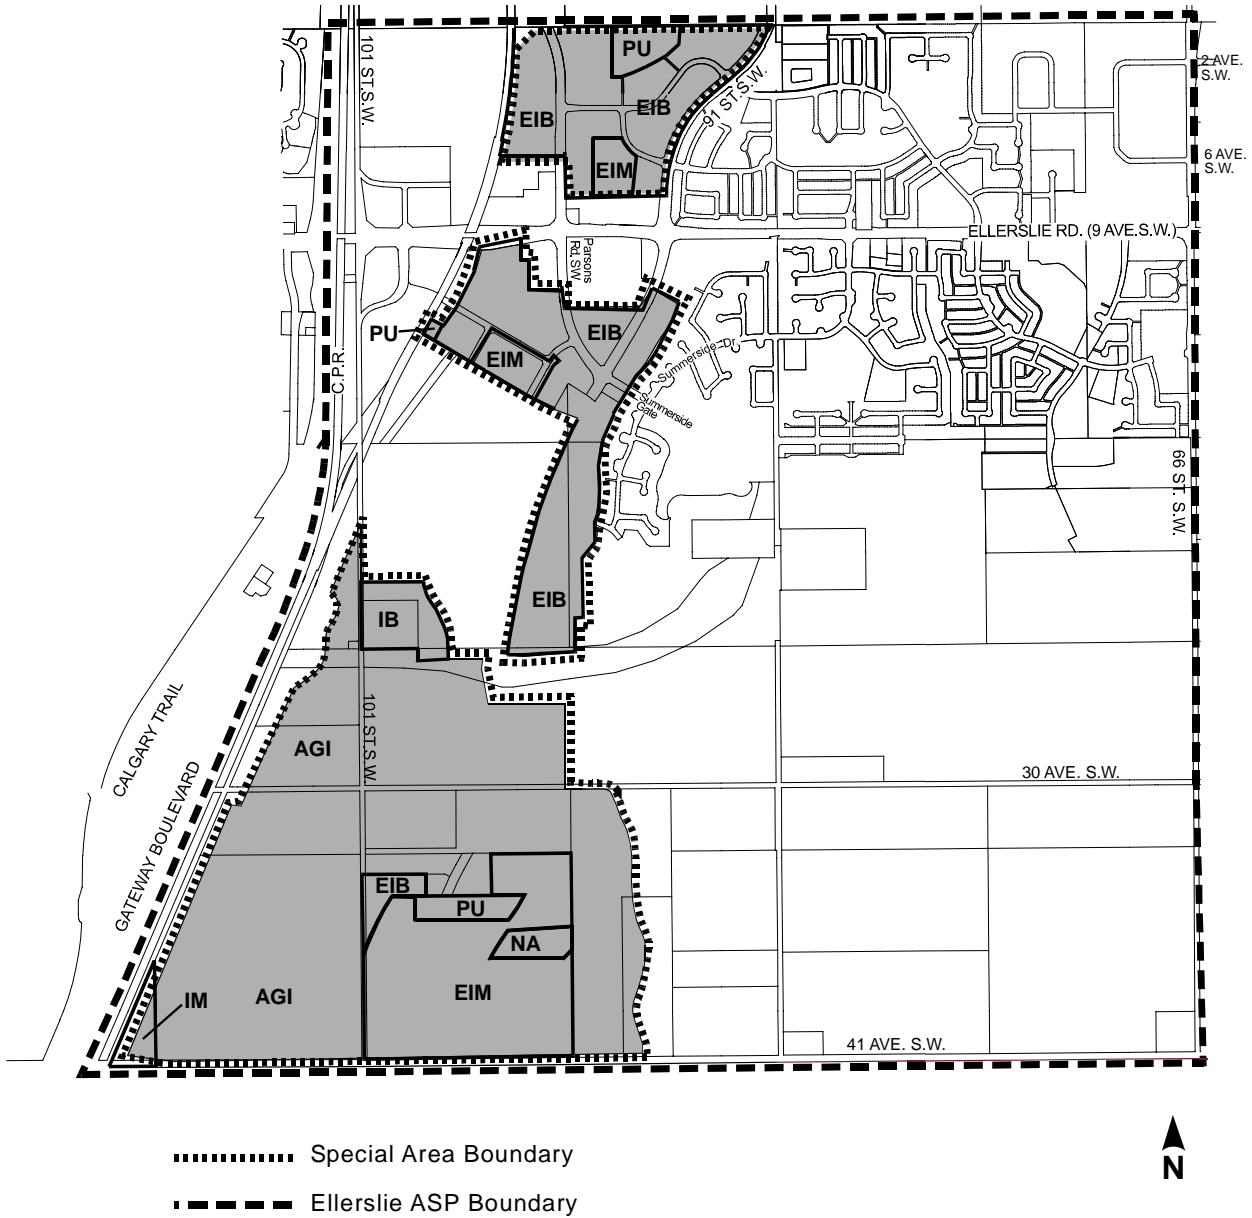 101 ST.S.W.
PU
EIB
EIB
EIM
91 ST.S.W.
2 AVE.
S.W.
6 AVE.
S.W.
ELLERSLIE RD. (9 AVE.S.W.)
Parsons
Rd.SW
PU
EIM
EIB
C.P.R.
Summerside Dr.
Summerside
Gate
66 ST. S.W.
EIB
IB
CALGARY TRAIL
101 ST.S.W.
AGI
30 AVE. S.W.
GATEWAY BOULEVARD
EIB
PU
NA
IM
AGI
EIM
41 AVE. S.W.
Special Area Boundary
Ellerslie ASP Boundary
N